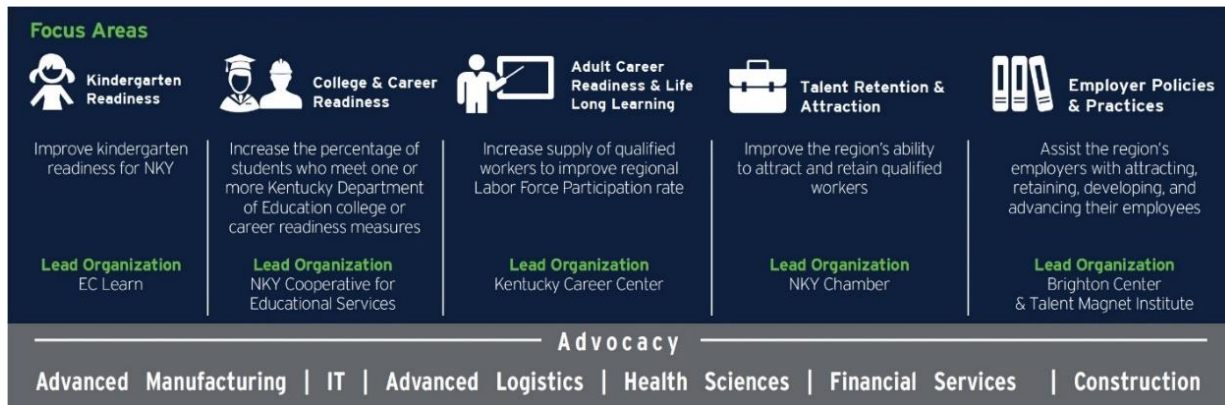 Focus Areas
Kindergarten
Readiness
Improve kindergarten
readiness for NKY
Lead Organization
EC Learn
College & Career
Readiness
Increase the percentage of
students who meet one or
more Kentucky Department
of Education college or
career readiness measures
Lead Organization
NKY Cooperative for
Educational Services
Adult Career
Readiness & Life
Long Learning
Increase supply of qualified
workers to improve regional
Labor Force Participation rate
Lead Organization
Kentucky Career Center
Talent Retention &
Attraction
Improve the region's ability
to attract and retain qualified
workers
Lead Organization
NKY Chamber
Employer Policies
& Practices
Assist the region's
employers with attracting,
retaining, developing, and
advancing their employees
Lead Organization
Brighton Center
& Talent Magnet Institute
Advocacy
Advanced Manufacturing | IT | Advanced Logistics | Health Sciences | Financial Services | Construction